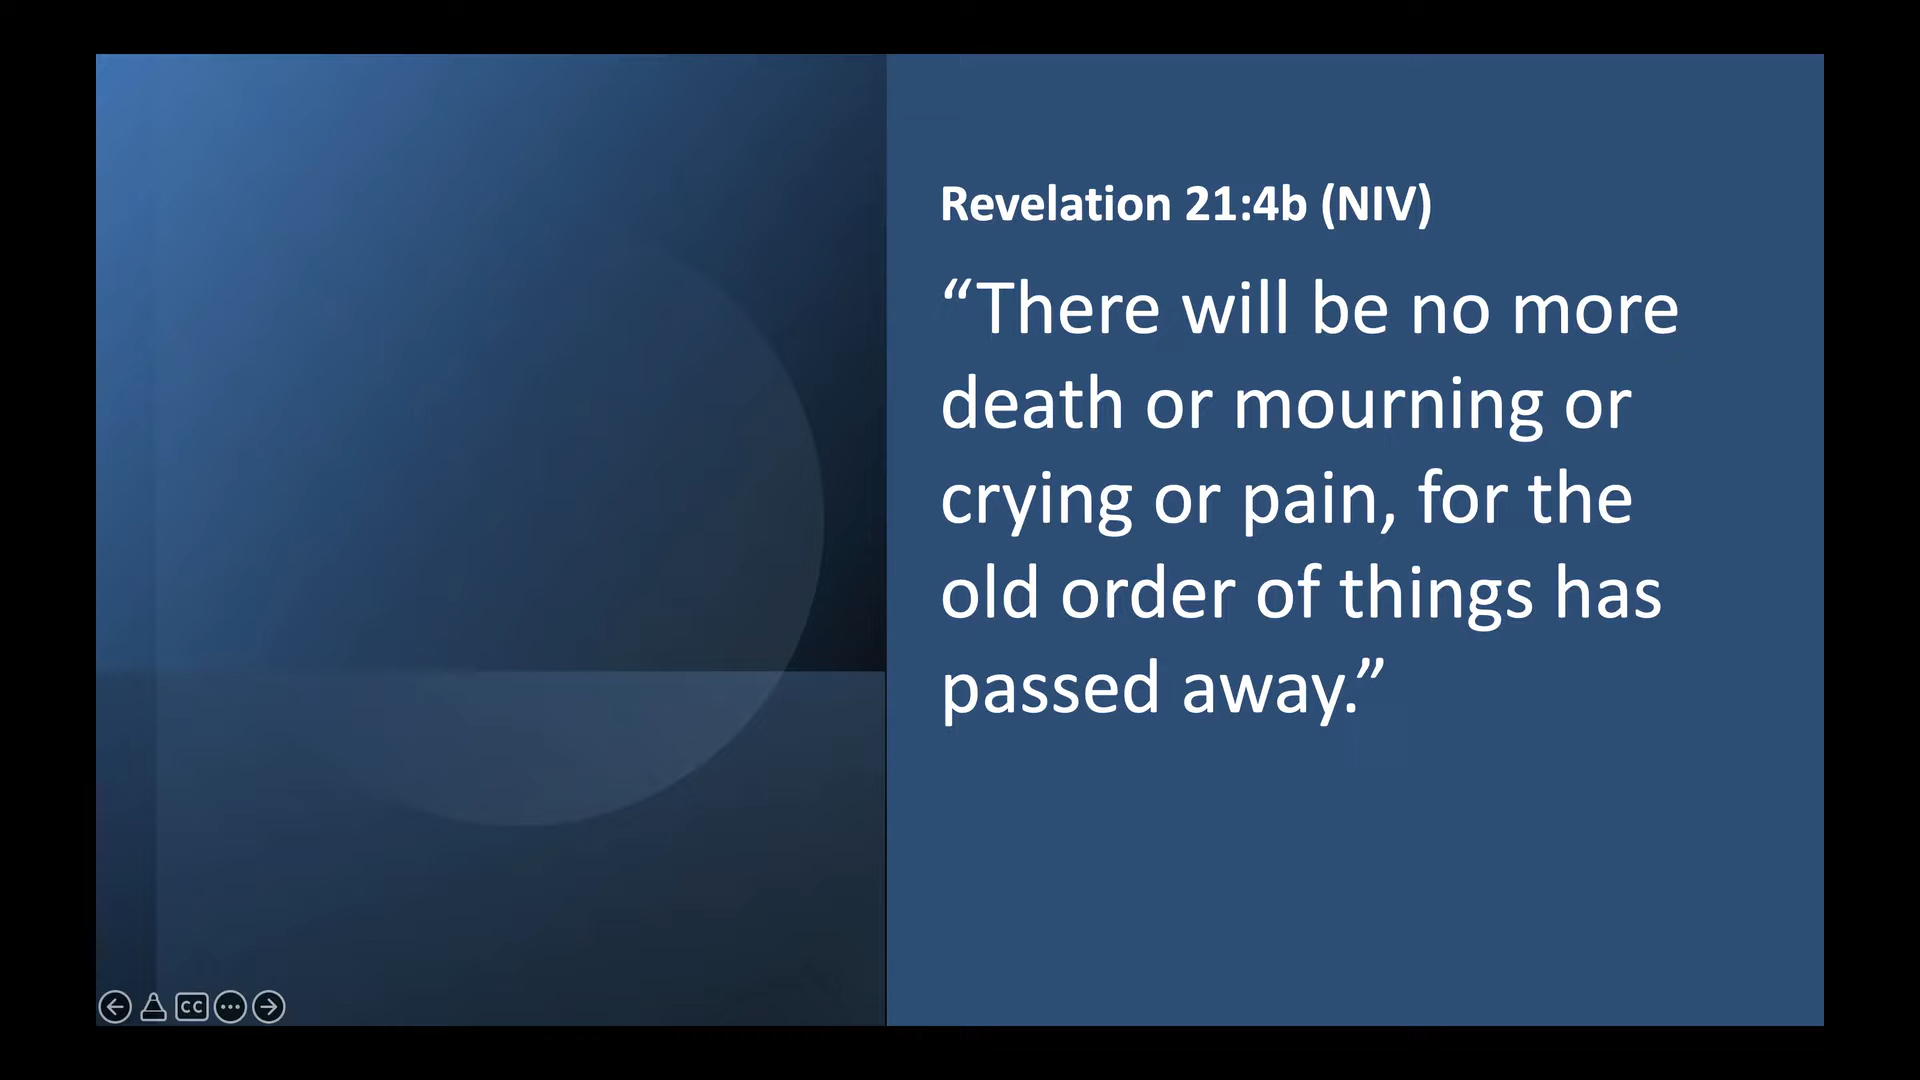 Revelation 21:4b (NIV)
“There will be no more
death or mourning or
crying or pain, for the
old order of things has
passed away.”
CC